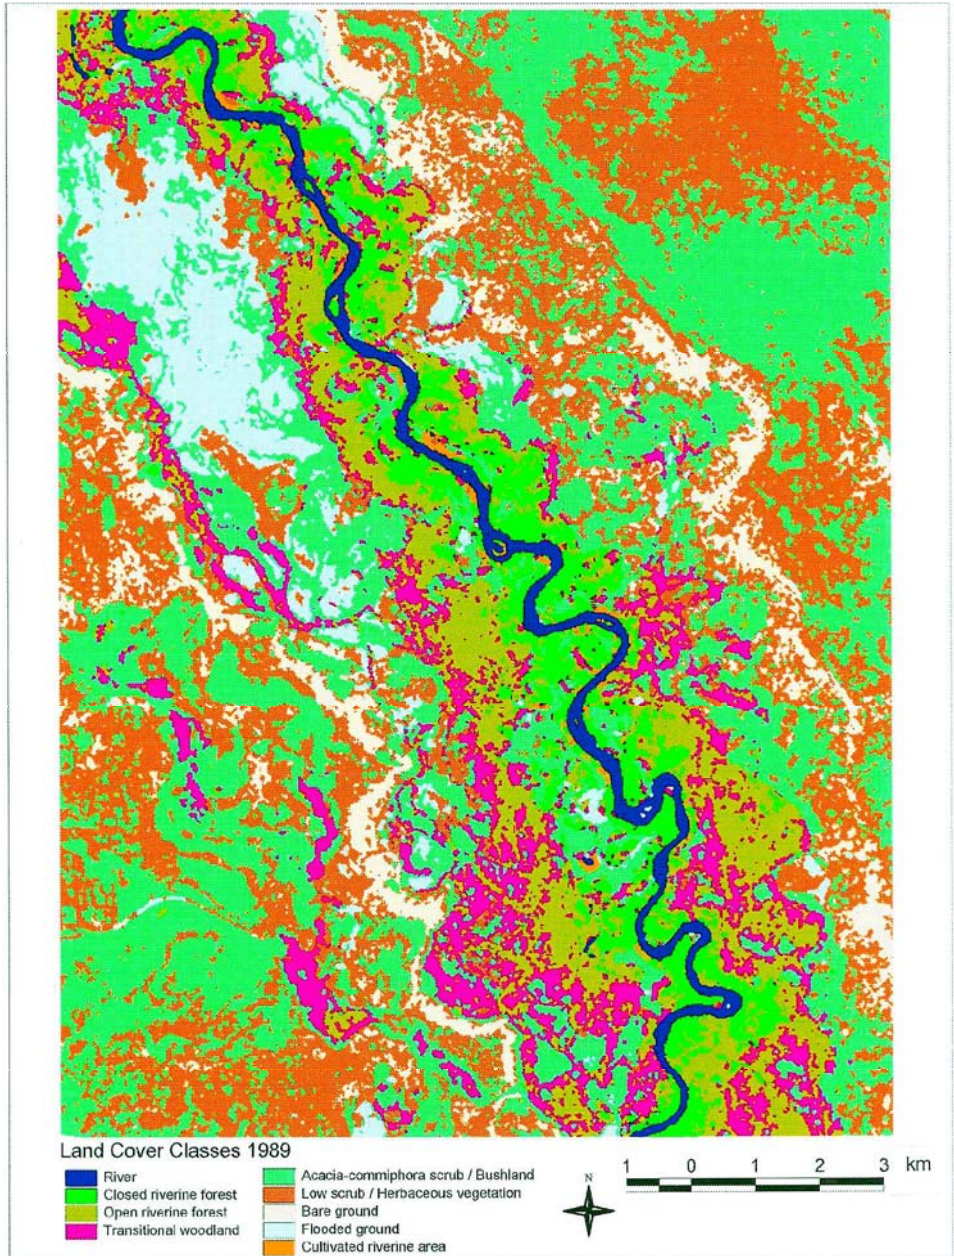 Land Cover Classes 1989
River
Closed riverine forest
Open riverine forest
Transitional woodland
Acacia-commiphora scrub / Bushland
Low scrub / Herbaceous vegetation
Bare ground
Flooded ground
Cultivated riverine area
N
1 0 1 2 3 km